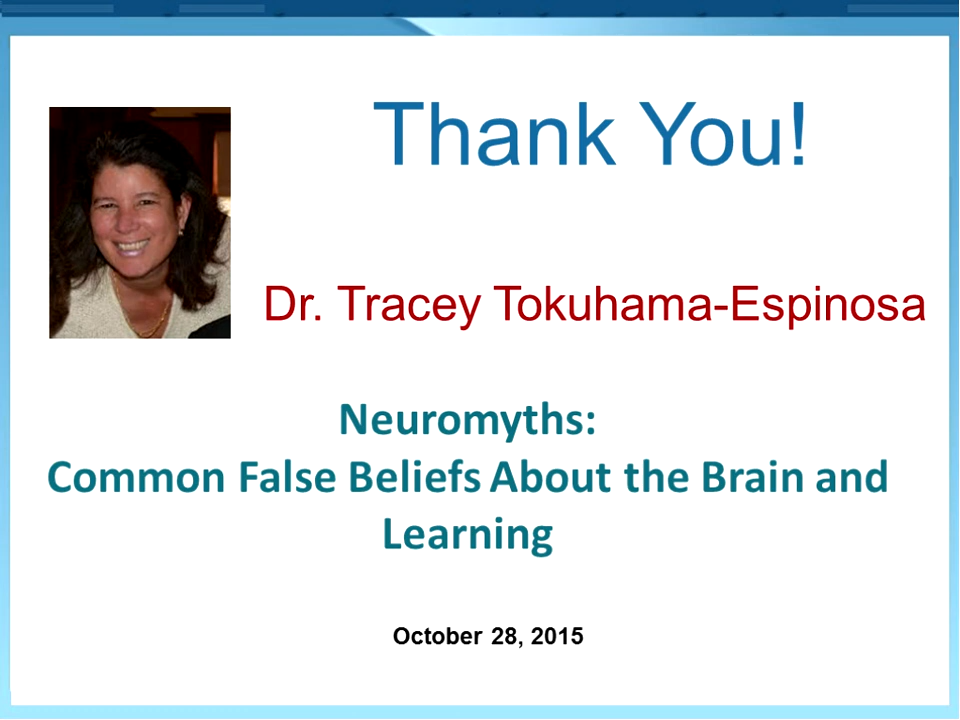 Thank You!
Dr. Tracey Tokuhama-Espinosa
Neuromyths:
Common False Beliefs About the Brain and
Learning
October 28, 2015